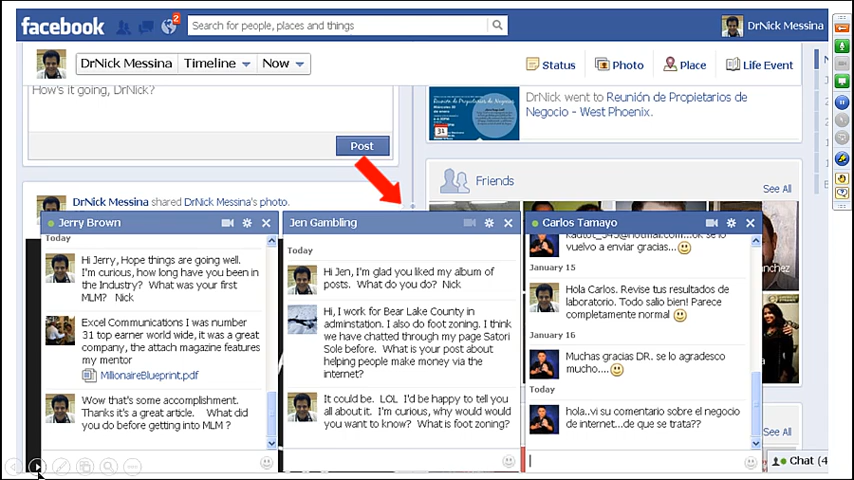 facebook
2
Search for people, places and things
DrNick Messina
DrNick Messina
Timeline
Now
Status
Photo
Place
Life Event
How's it going, DrNick?
Post
DrNick went to Reunión de Propietarios de
Negocio - West Phoenix.
31
Friends
See All
DrNick Messina shared DrNick Messina's photo.
Jerry Brown
Today
Hi Jerry, Hope things are going well.
I'm curious, how long have you been in
the Industry? What was your first
MLM? Nick
Excel Communications I was number
31 top earner world wide, it was a great
company, the attach magazine features
my mentor
MillionaireBlueprint.pdf
Wow that's some accomplishment.
Thanks it's a great article. What did
you do before getting into MLM ?
Jen Gambling
Today
Hi Jen, I'm glad you liked my album of
posts. What do you do? Nick
Hi, I work for Bear Lake County in
adminstation. I also do foot zoning. I think
we have chatted through my page Satori
Sole before. What is your post about
helping people make money via the
internet?
It could be. LOL I'd be happy to tell you
all about it. I'm curious, why would would
you want to know? What is foot zoning?
Carlos Tamayo
vuelvo a enviar gracias...
January 15
Hola Carlos. Revise tus resultados de
laboratorio. Todo salio bien! Parece
completamente normal
January 16
Muchas gracias DR. se lo agradesco
mucho....
Today
hola..vi su comentario sobre el negocio
de internet...de que se trata??
See All
Chat (4